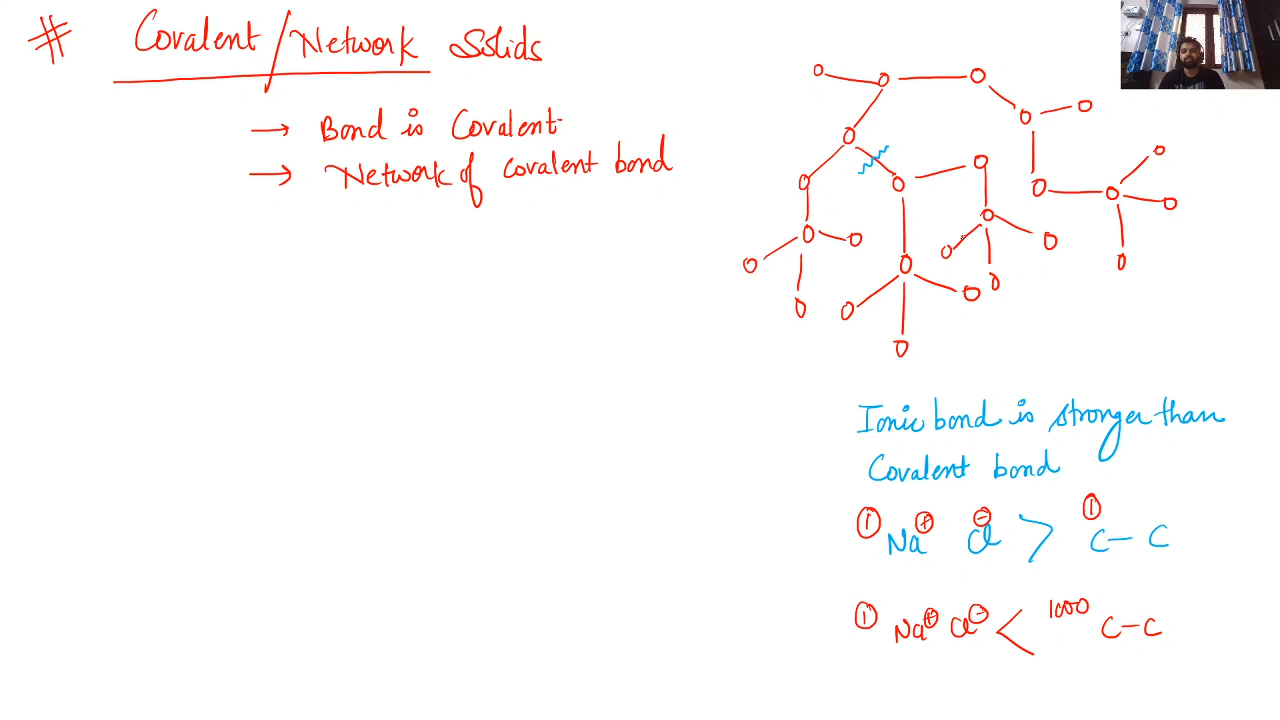 # Covalent/Network Solids
→ Bond is Covalent
→ Network of Covalent bond
Ionic bond is stronger than
Covalent bond
① Na⊕ Cl⊖ > ① C-C
① Na⊕ Cl⊖ < 1000 C-C